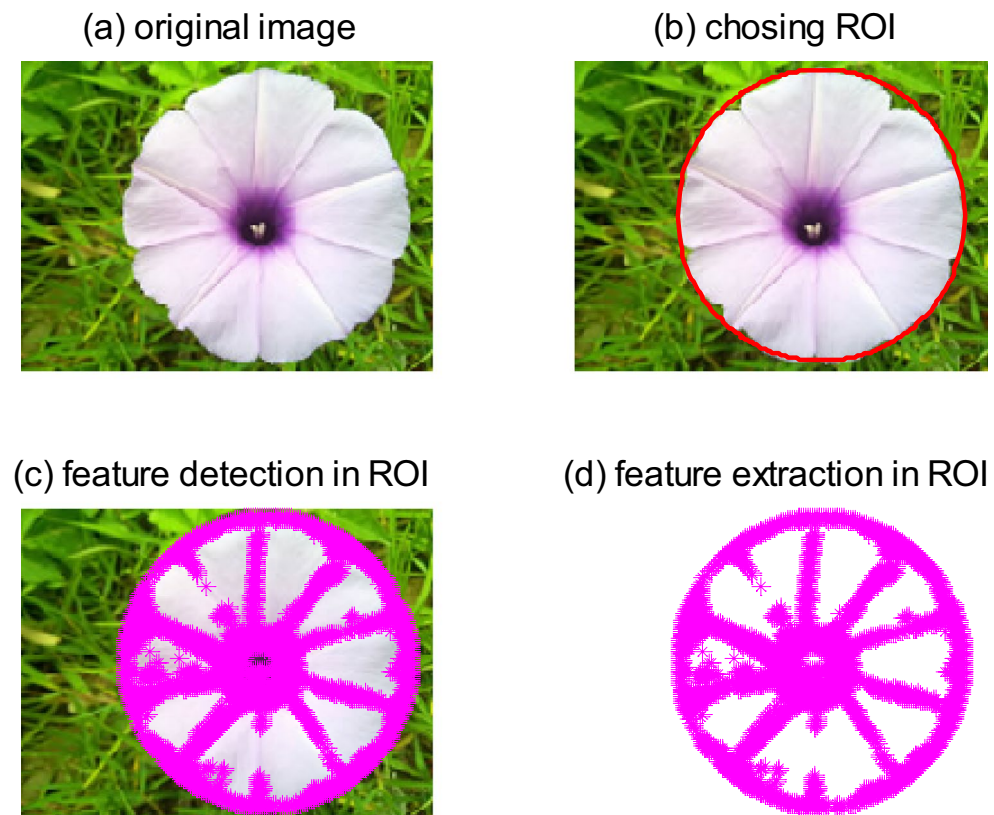 (a) original image
(b) chosing ROI
(c) feature detection in ROI
(d) feature extraction in ROI